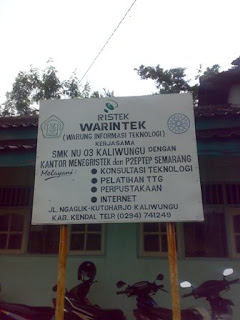 RISTEK
WARINTEK
(WARUNG INFORMASI TEKNOLOGI)
KERJASAMA
SMK NU 03 KALIWUNGU DENGAN
KANTOR MENEGRISTEK dan P2EPTEP SEMARANG
Melayani :
● KONSULTASI TEKNOLOGI
● PELATIHAN TTG
● PERPUSTAKAAN
● INTERNET
JL. NGAGLIK - KUTOHARJO KALIWUNGU
KAB. KENDAL TELP. (0294) 741249